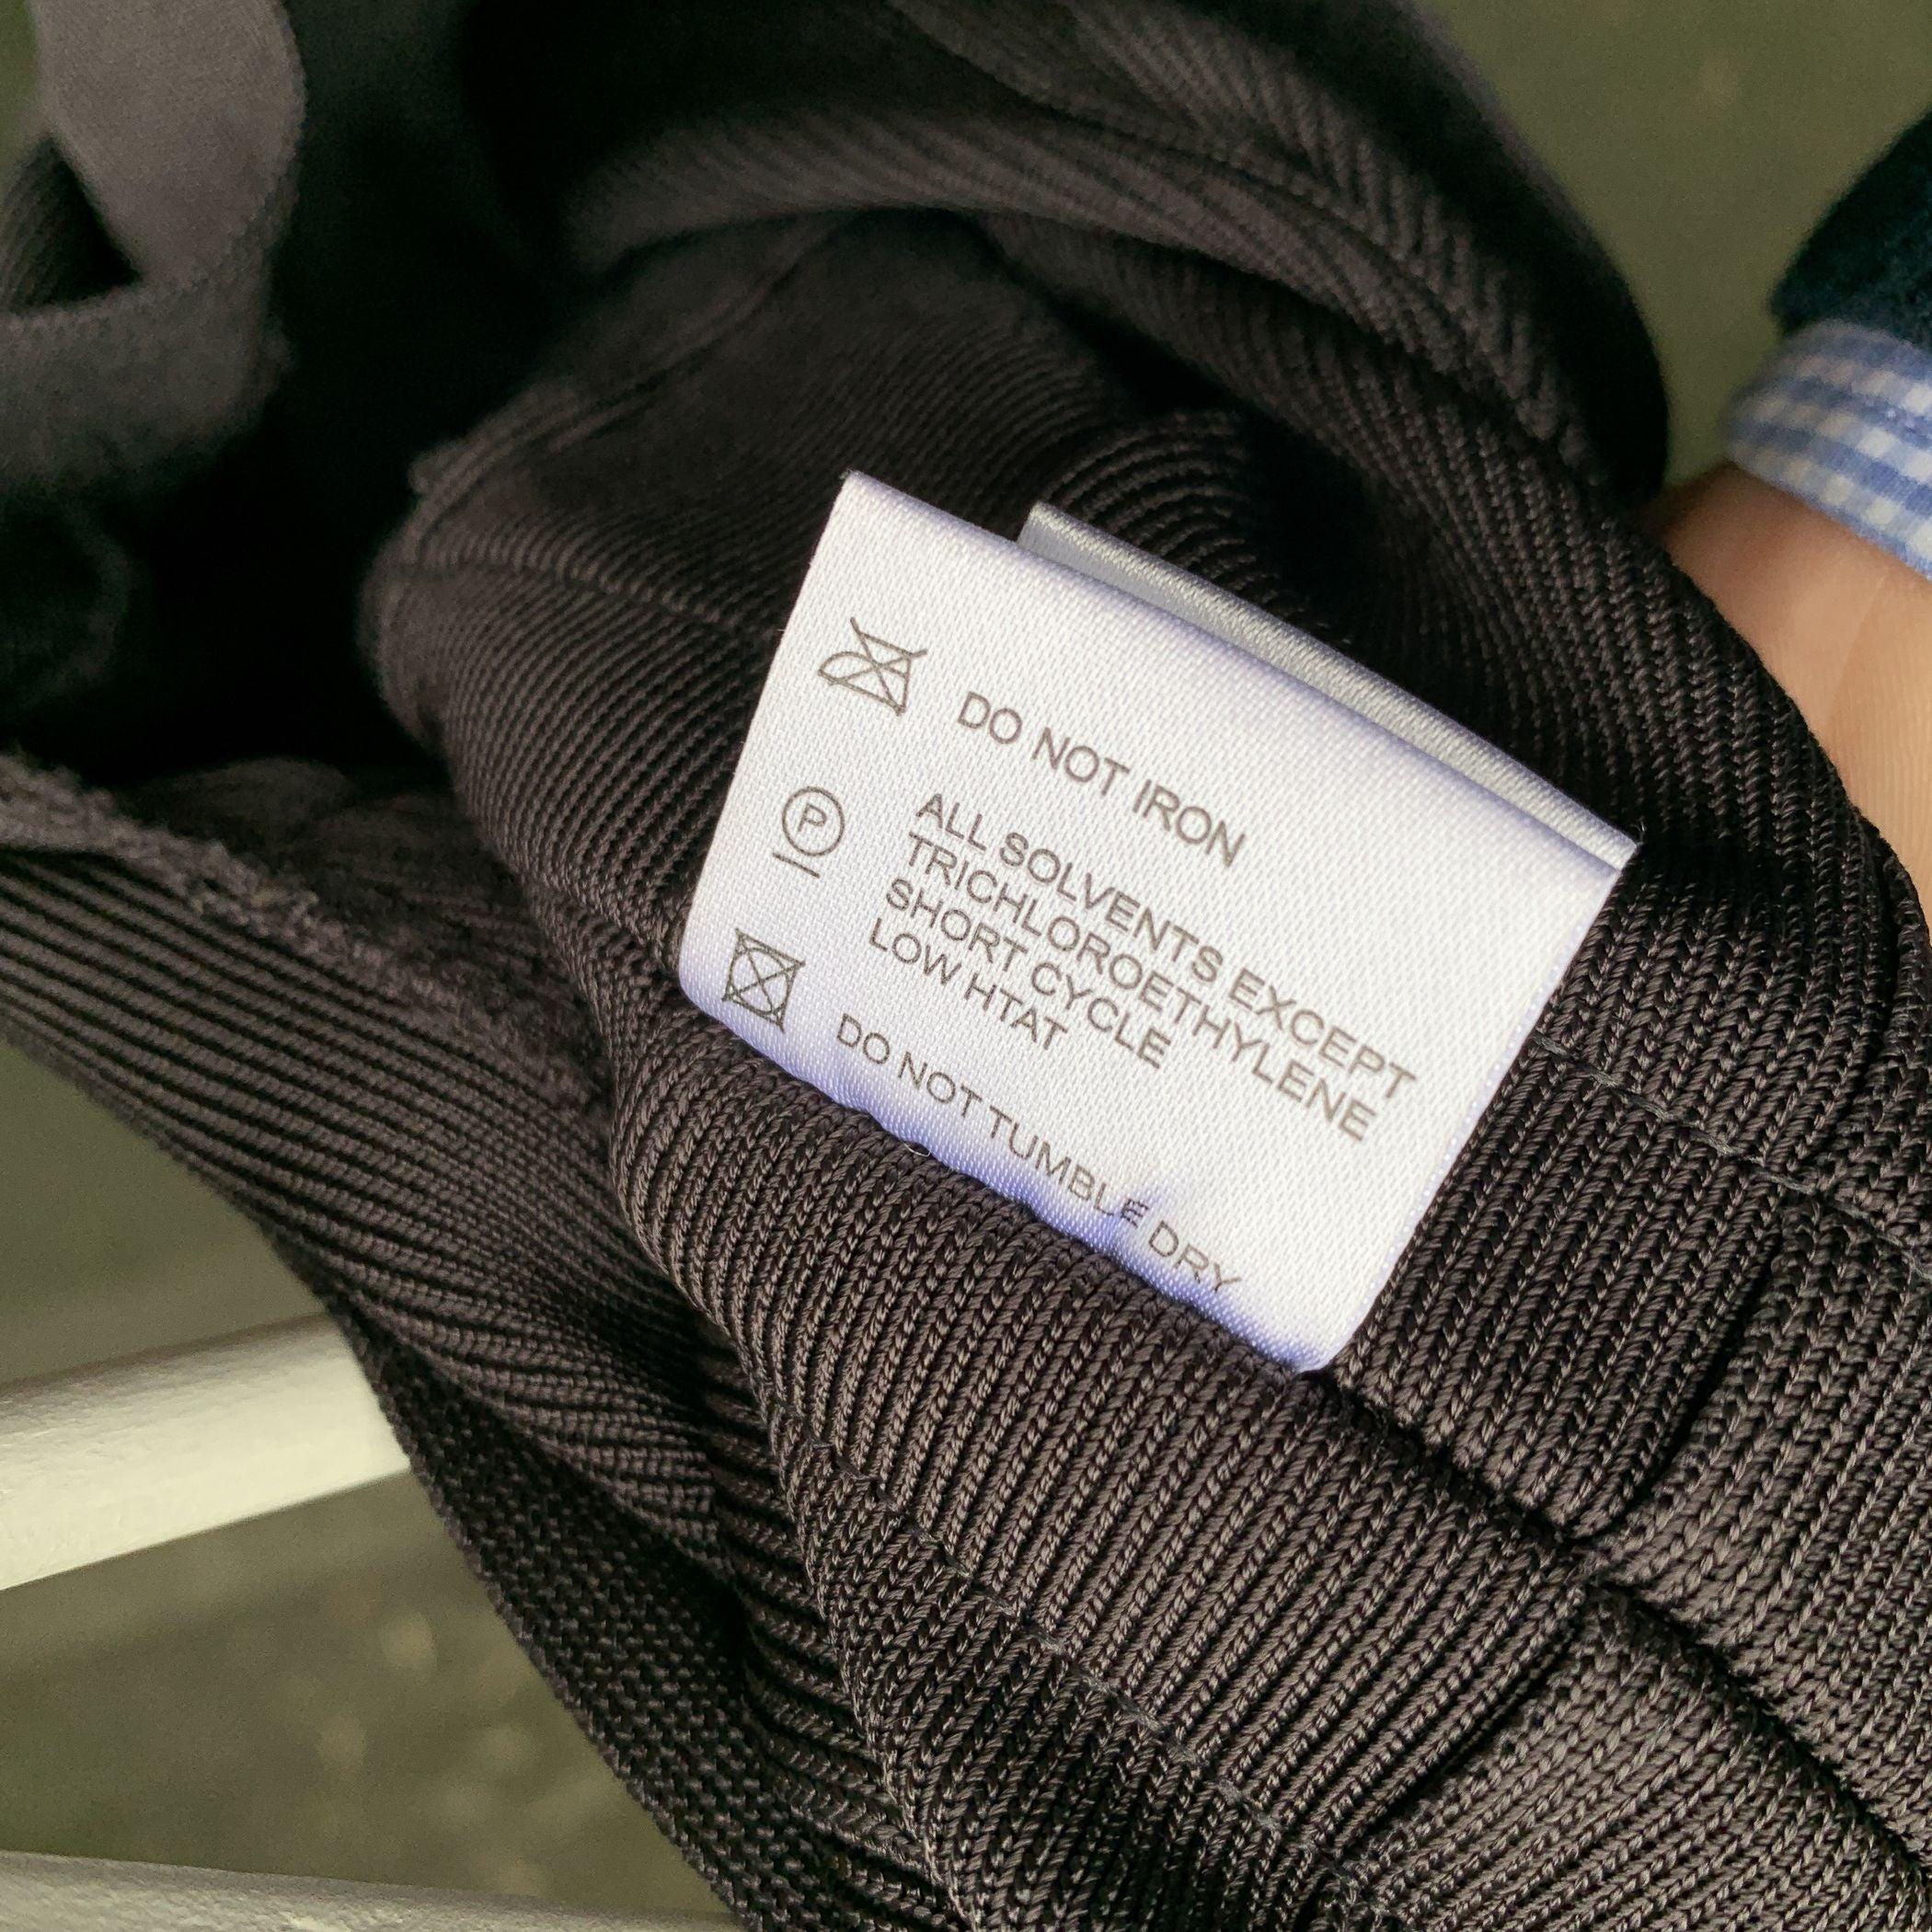 DO NOT IRON
P
ALL SOLVENTS EXCEPT
TRICHLOROETHYLENE
SHORT CYCLE
LOW HTAT
DO NOT TUMBLE DRY